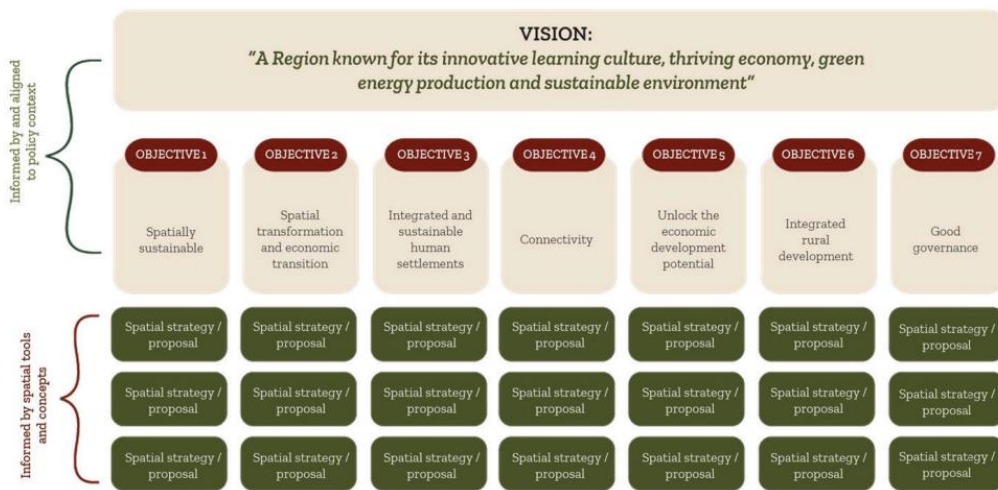 VISION:
"A Region known for its innovative learning culture, thriving economy, green
energy production and sustainable environment"
Informed by and aligned
to policy context
OBJECTIVE 1
Spatially
sustainable
OBJECTIVE 2
Spatial
transformation
and economic
transition
OBJECTIVE 3
Integrated and
sustainable
human
settlements
OBJECTIVE 4
Connectivity
OBJECTIVE 5
Unlock the
economic
development
potential
OBJECTIVE 6
Integrated
rural
development
OBJECTIVE 7
Good
governance
Informed by spatial tools
and concepts
Spatial strategy /
proposal
Spatial strategy /
proposal
Spatial strategy /
proposal
Spatial strategy /
proposal
Spatial strategy /
proposal
Spatial strategy /
proposal
Spatial strategy /
proposal
Spatial strategy /
proposal
Spatial strategy /
proposal
Spatial strategy /
proposal
Spatial strategy /
proposal
Spatial strategy /
proposal
Spatial strategy /
proposal
Spatial strategy /
proposal
Spatial strategy /
proposal
Spatial strategy /
proposal
Spatial strategy /
proposal
Spatial strategy /
proposal
Spatial strategy /
proposal
Spatial strategy /
proposal
Spatial strategy /
proposal